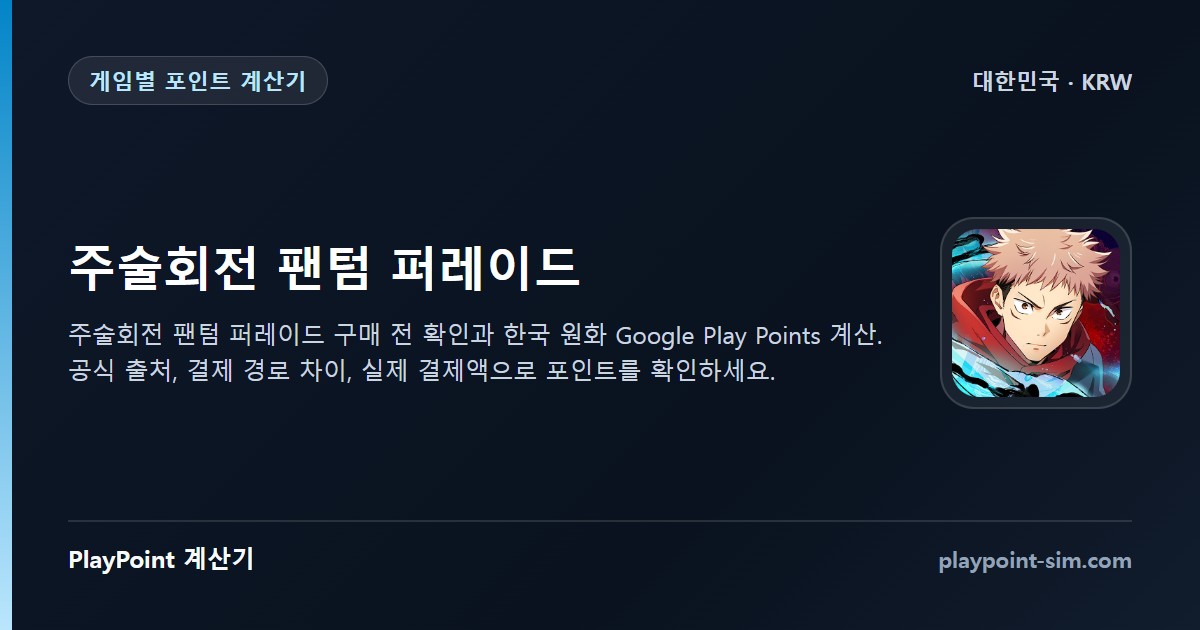 게임별 포인트 계산기
대한민국 · KRW
주술회전 팬텀 퍼레이드
주술회전 팬텀 퍼레이드 구매 전 확인과 한국 원화 Google Play Points 계산.
공식 출처, 결제 경로 차이, 실제 결제액으로 포인트를 확인하세요.
PlayPoint 계산기
playpoint-sim.com